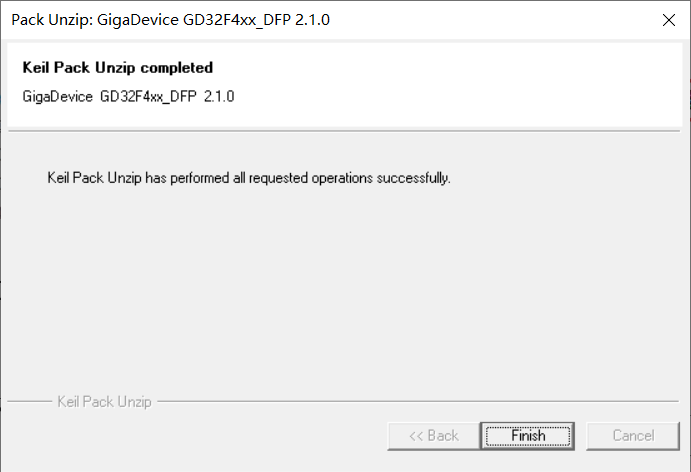 Pack Unzip: GigaDevice GD32F4xx_DFP 2.1.0
Keil Pack Unzip completed
GigaDevice GD32F4xx_DFP 2.1.0
Keil Pack Unzip has performed all requested operations successfully.
Keil Pack Unzip
<< Back Finish Cancel